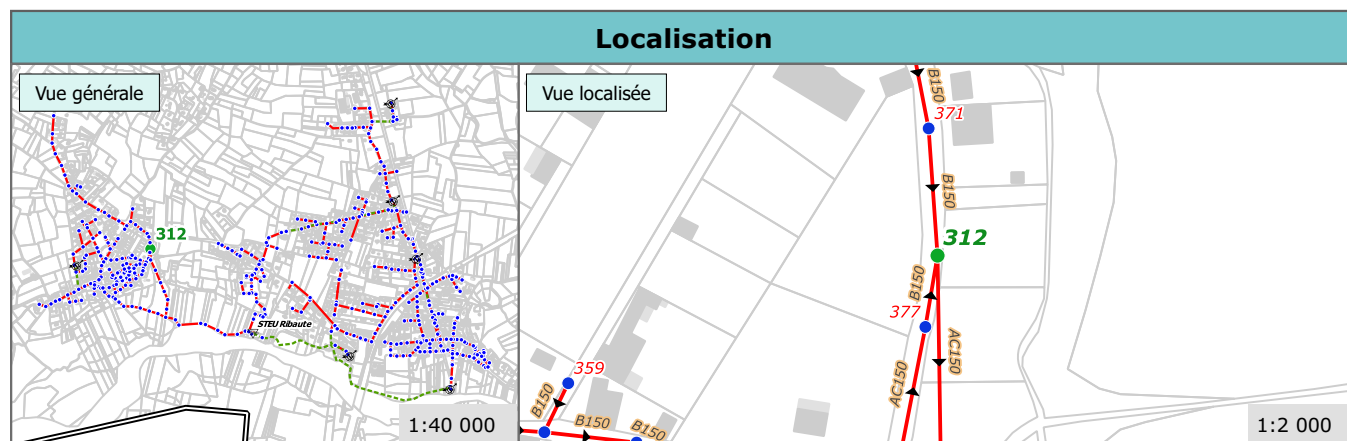 Localisation
Vue générale
312
STEU Ribaute
1:40 000
Vue localisée
B150
371
B150
312
B150
377
AC150
AC150
359
B150
B150
B150
1:2 000